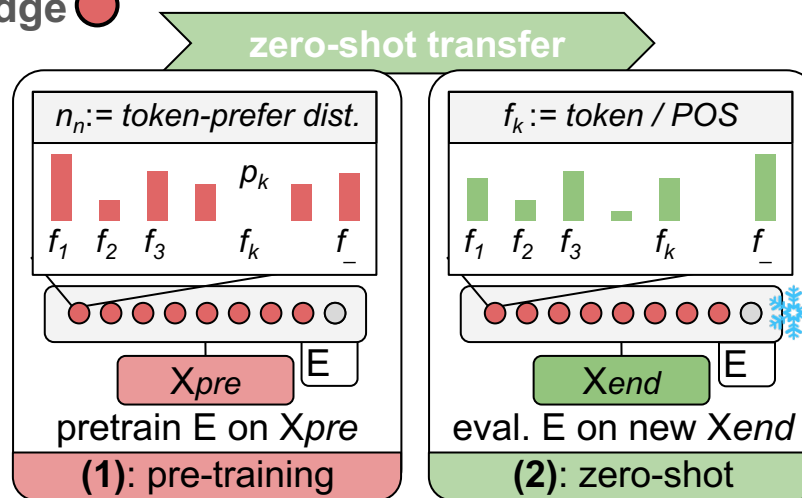 dge
zero-shot transfer
nn:= token-prefer dist.
pk
f1 f2 f3 fk f_
E
Xpre
pretrain E on Xpre
(1): pre-training
fk := token / POS
f1 f2 f3 fk f_
E
Xend
eval. E on new Xend
(2): zero-shot